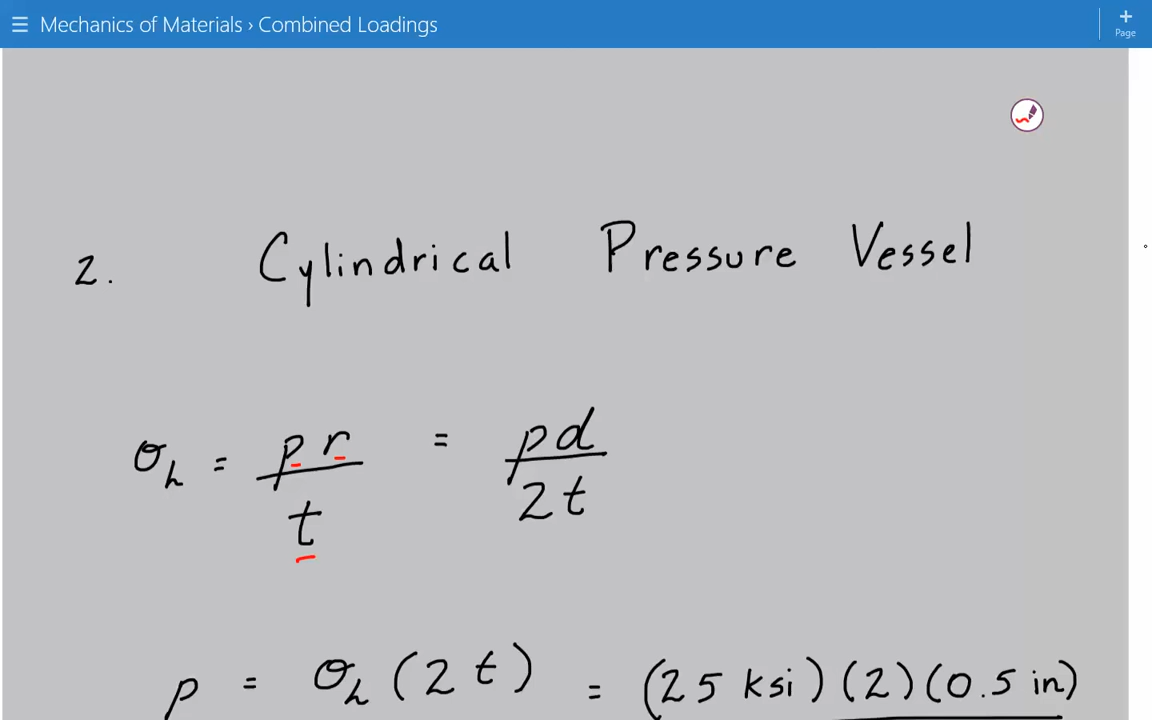 Mechanics of Materials › Combined Loadings
Page
2. Cylindrical Pressure Vessel
σh = pr/t = pd/2t
p = σh (2t) = (25 ksi)(2)(0.5 in)